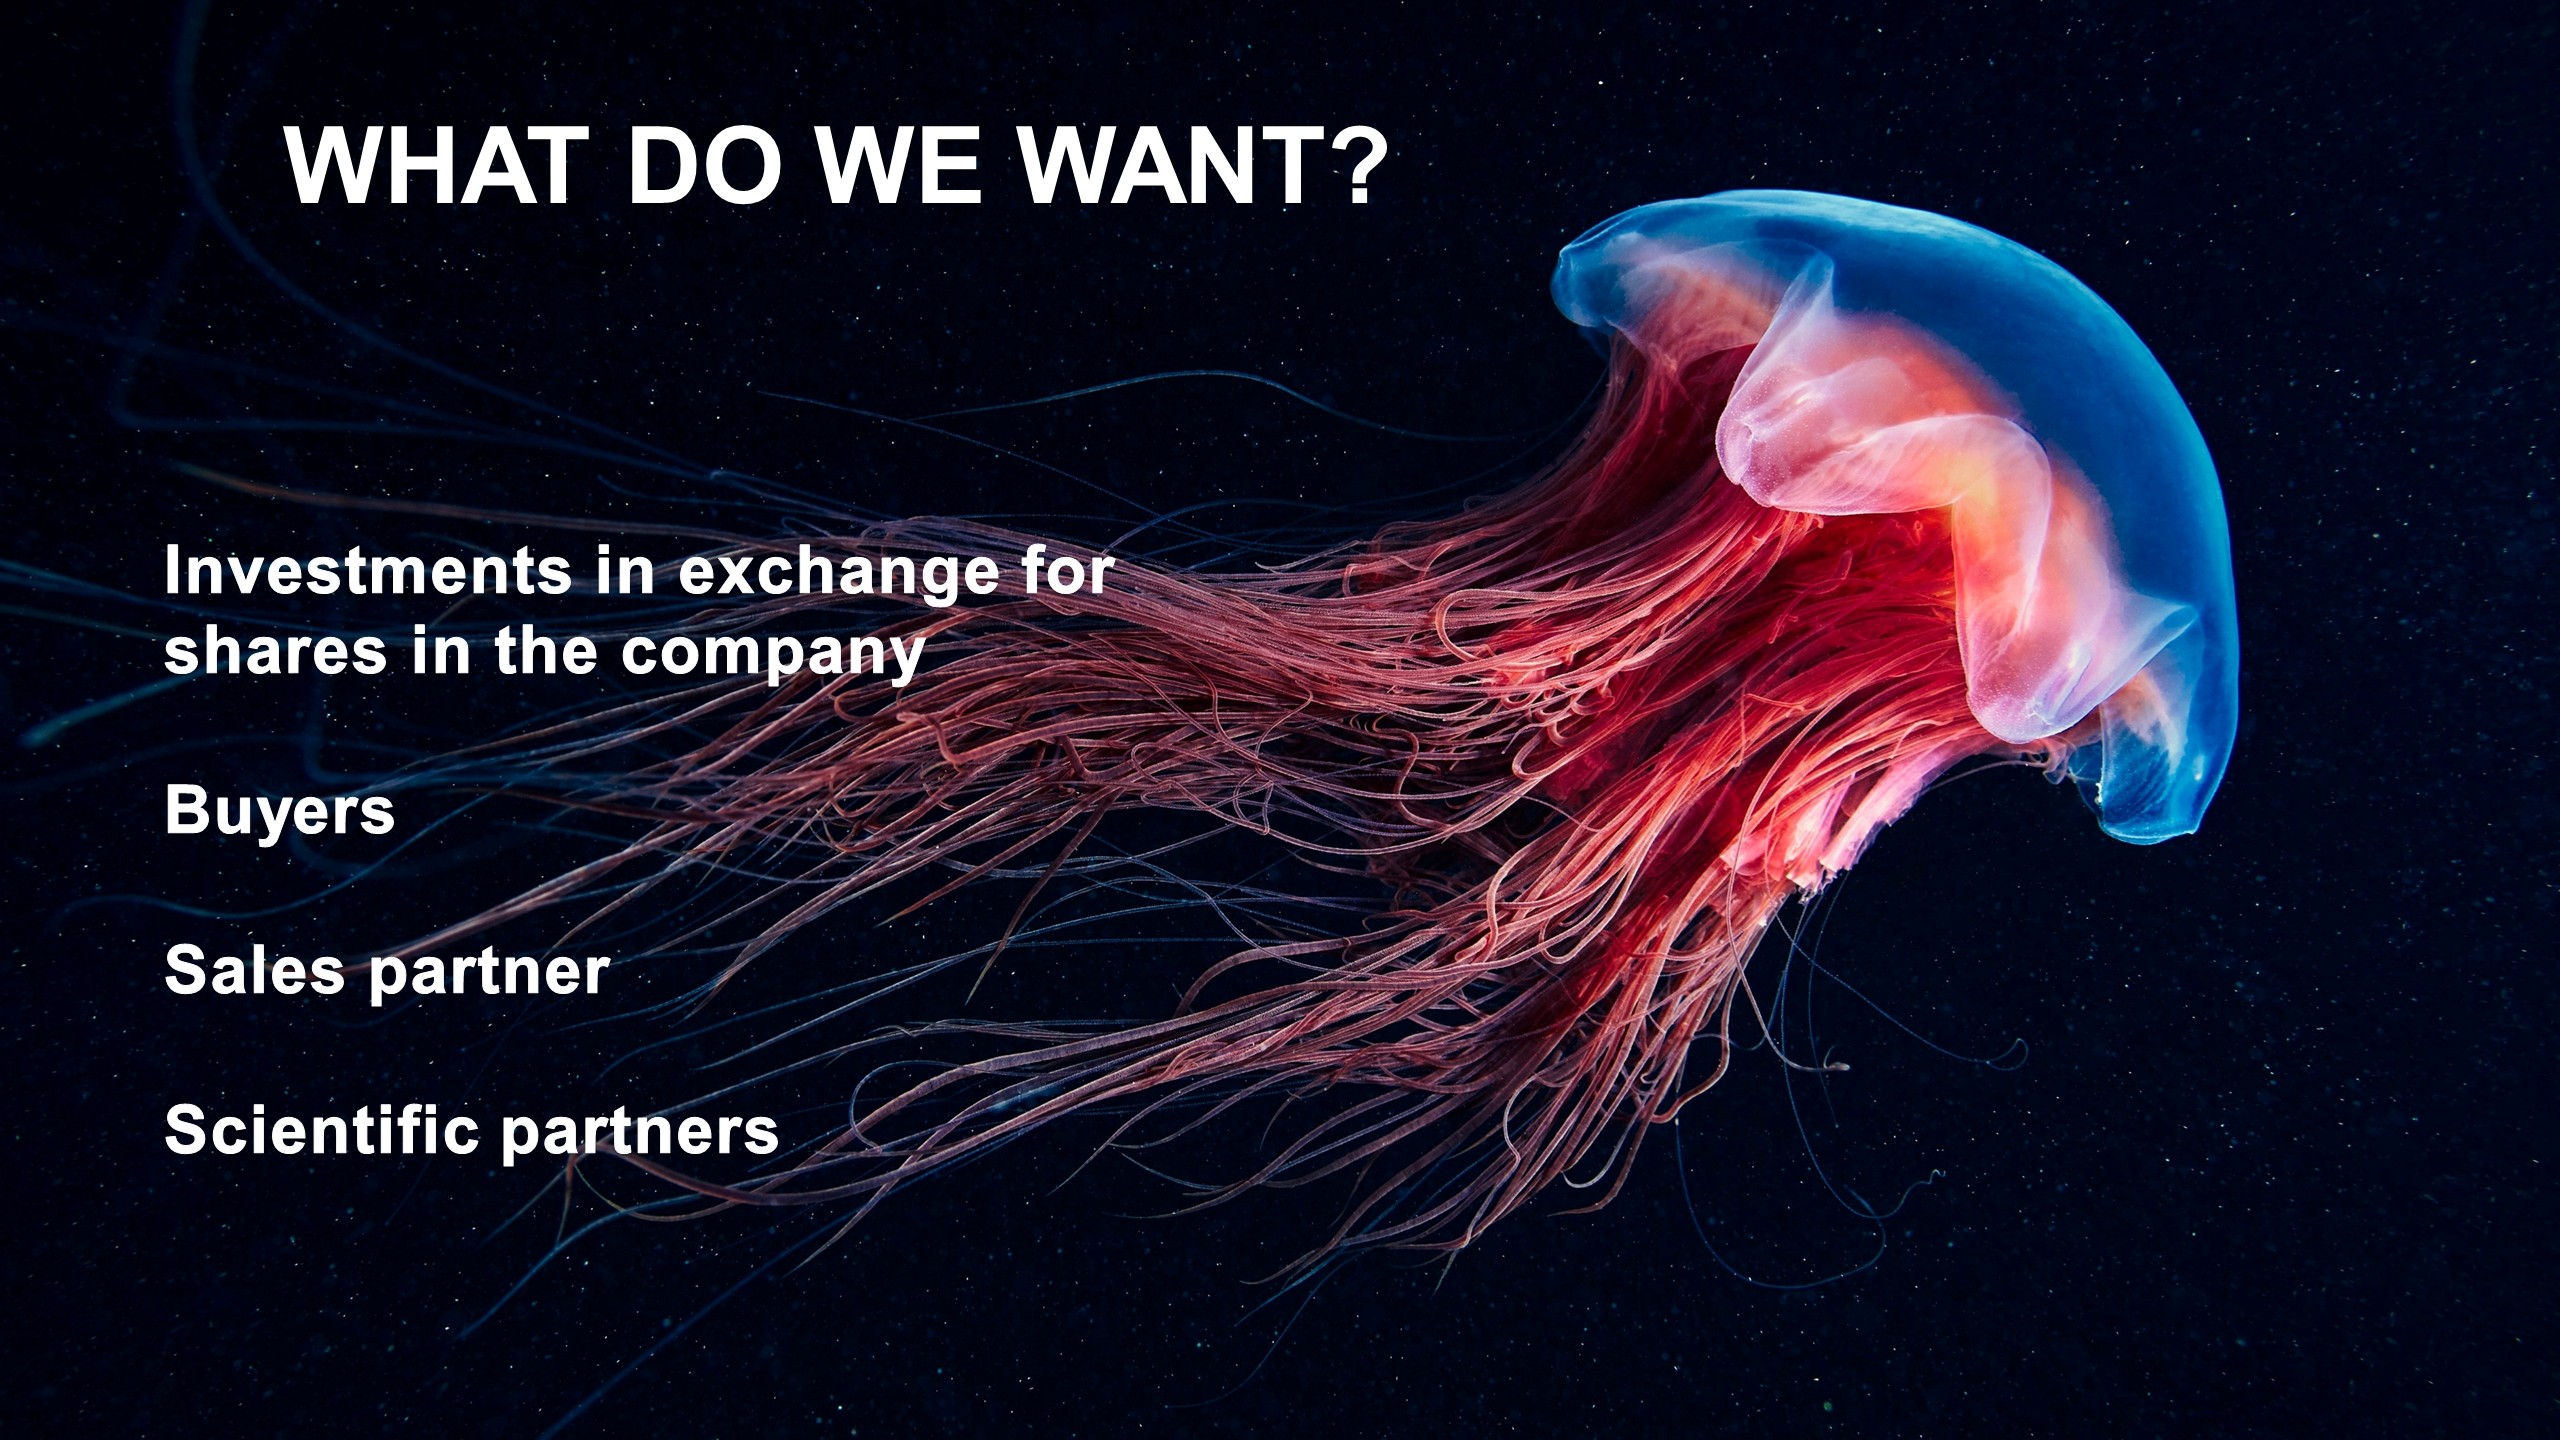 WHAT DO WE WANT?
Investments in exchange for
shares in the company
Buyers
Sales partner
Scientific partners